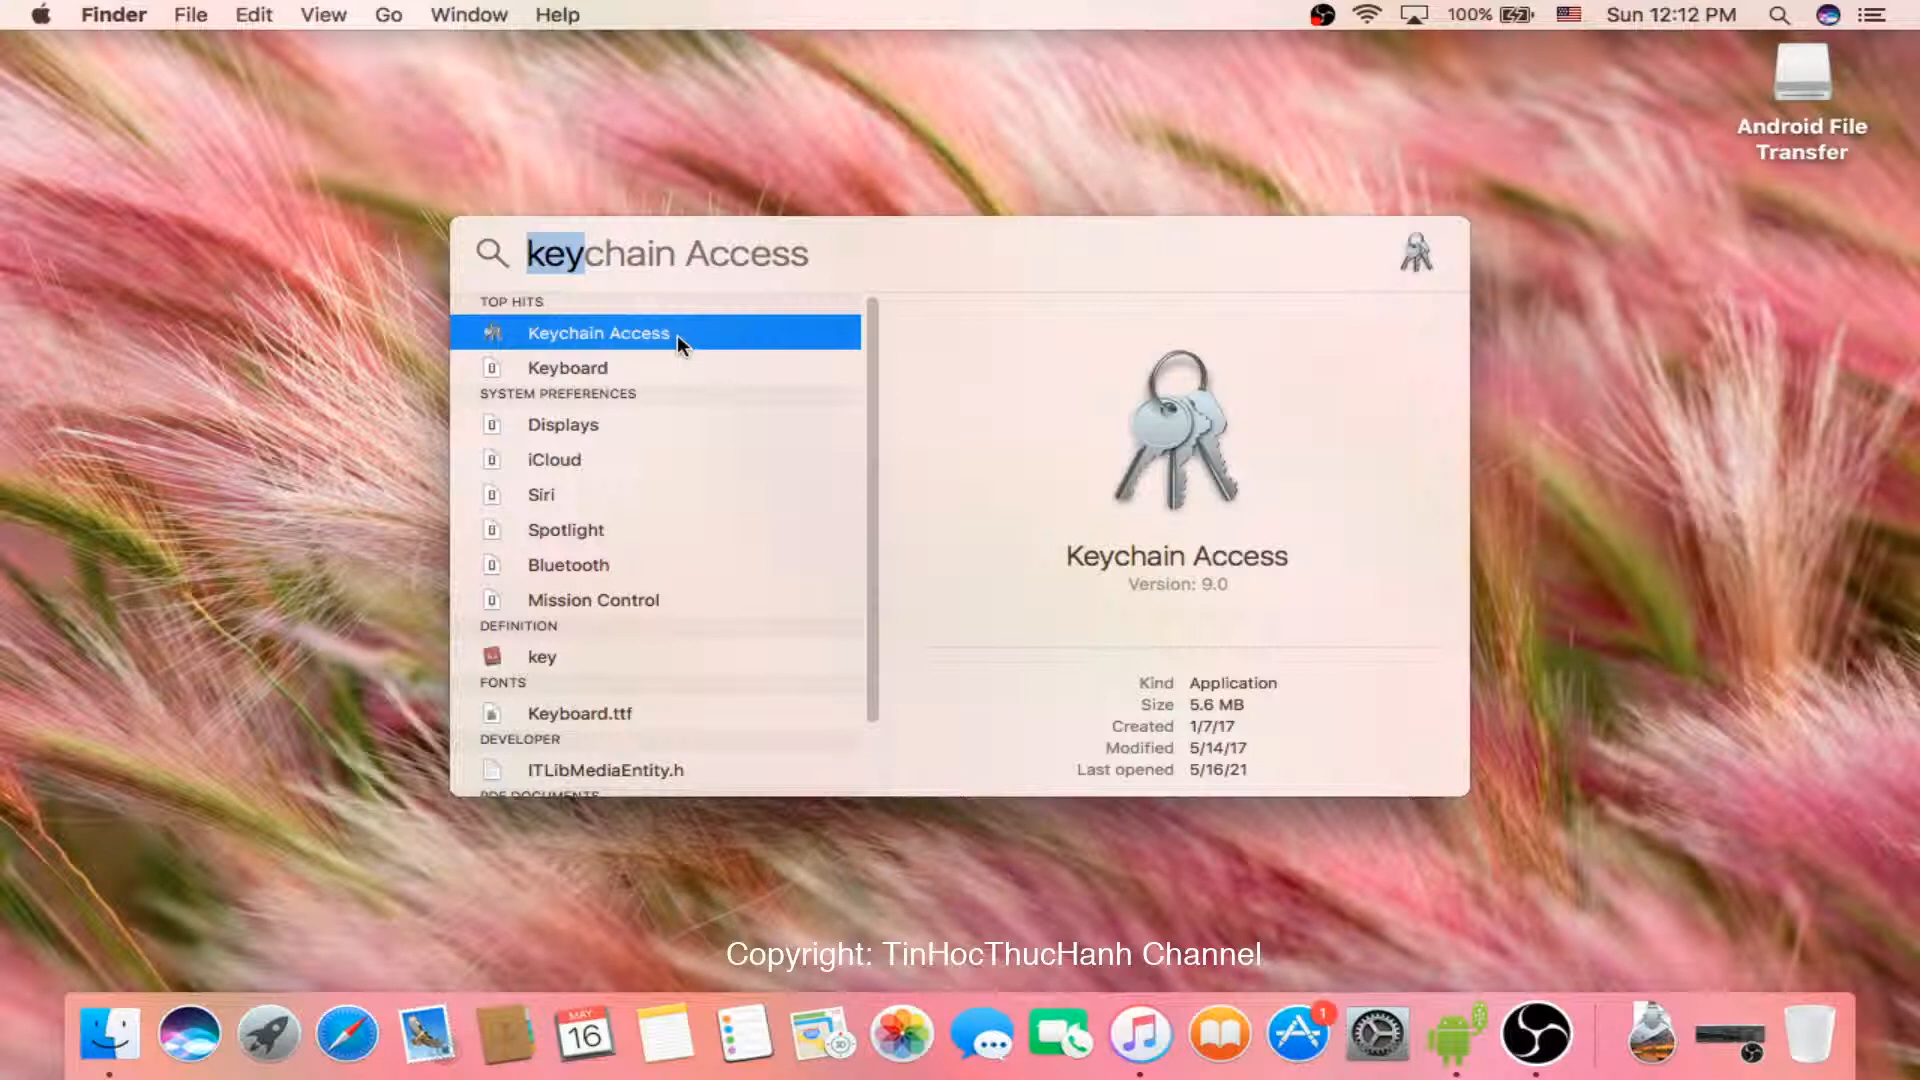 Finder File Edit View Go Window Help 100% Sun 12:12 PM
Android File
Transfer
keychain Access
TOP HITS
Keychain Access
Keyboard
SYSTEM PREFERENCES
Displays
iCloud
Siri
Spotlight
Bluetooth
Mission Control
DEFINITION
key
FONTS
Keyboard.ttf
DEVELOPER
ITLibMediaEntity.h
PDF DOCUMENTS
Keychain Access
Version: 9.0
Kind Application
Size 5.6 MB
Created 1/7/17
Modified 5/14/17
Last opened 5/16/21
Copyright: TinHocThucHanh Channel
MAY
16
3D
1